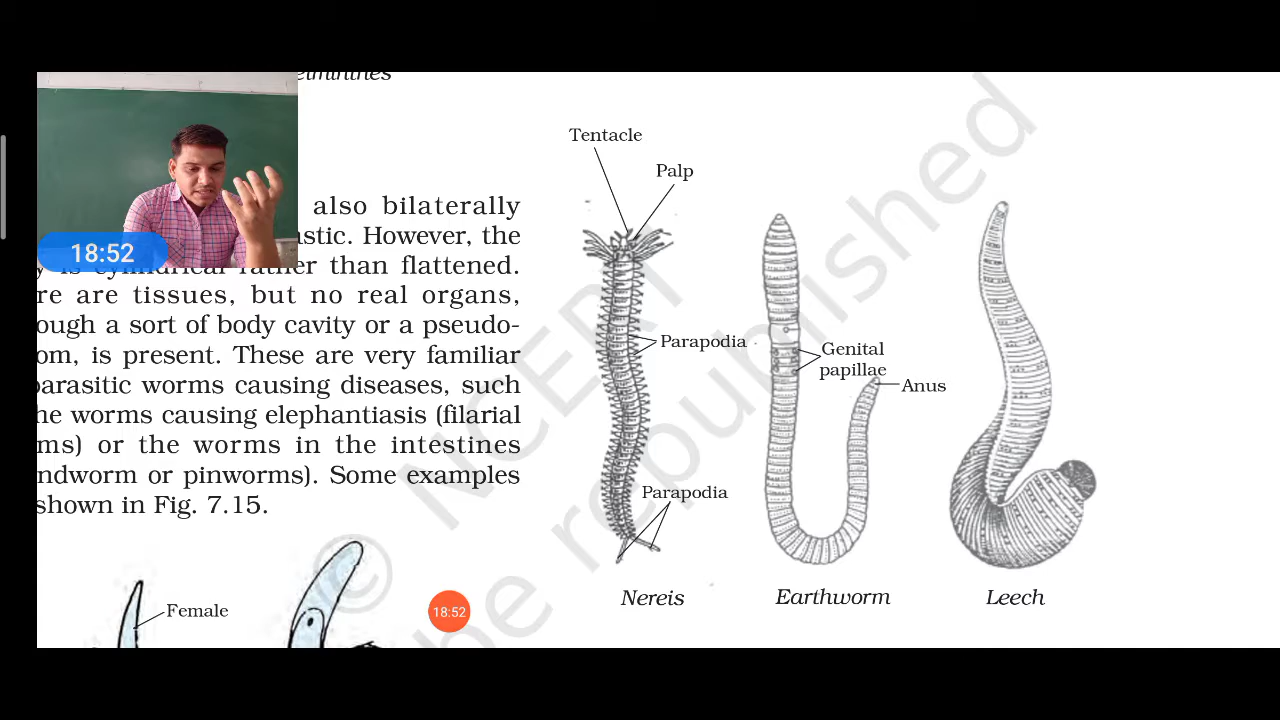 elminthes
also bilaterally
astic. However, the
y is cylindrical rather than flattened.
re are tissues, but no real organs,
ough a sort of body cavity or a pseudo-
om, is present. These are very familiar
parasitic worms causing diseases, such
he worms causing elephantiasis (filarial
ms) or the worms in the intestines
ndworm or pinworms). Some examples
shown in Fig. 7.15.
Female
18:52
18:52
Tentacle
Palp
Parapodia
Parapodia
Nereis
Genital
papillae
Anus
Earthworm
Leech
© NCERT
be republished